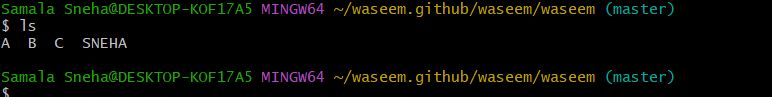 Samala Sneha@DESKTOP-KOF17A5 MINGW64 ~/waseem.github/waseem/waseem (master)
$ ls
A  B  C  SNEHA
Samala Sneha@DESKTOP-KOF17A5 MINGW64 ~/waseem.github/waseem/waseem (master)
$